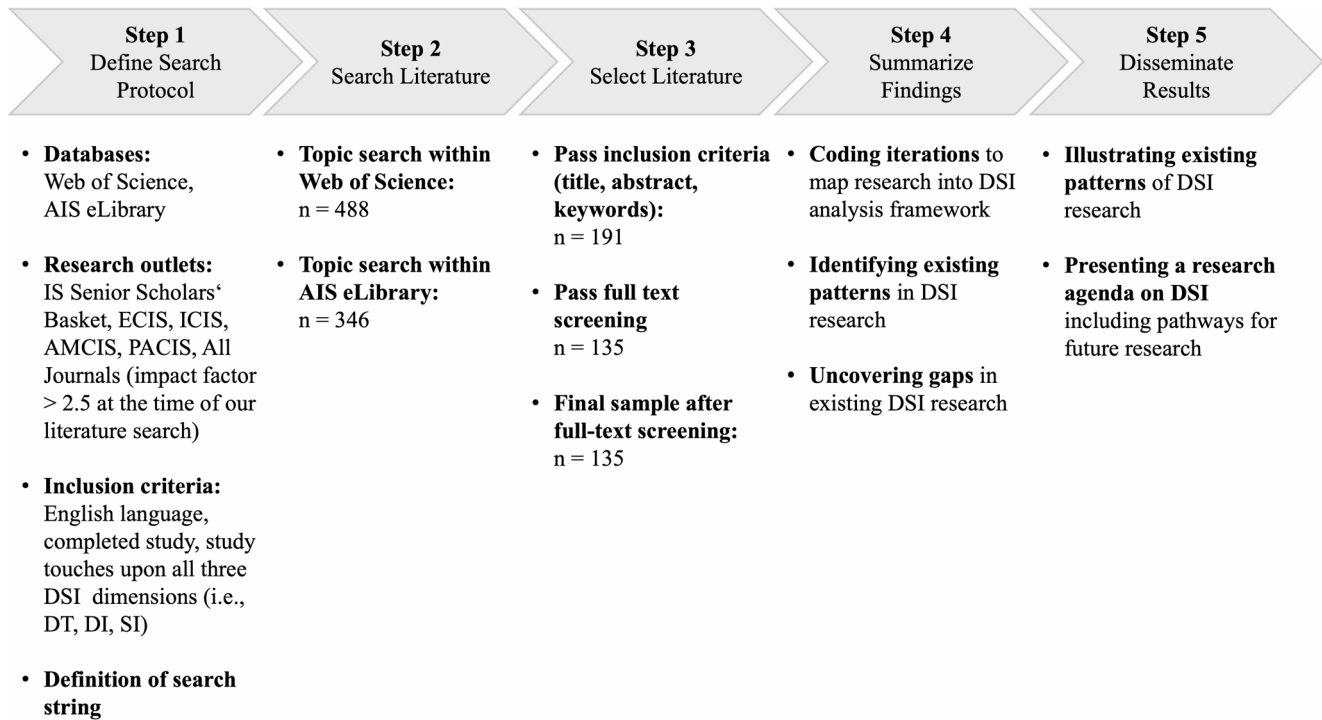 Step 1
Define Search
Protocol
Step 2
Search Literature
Step 3
Select Literature
Step 4
Summarize
Findings
Step 5
Disseminate
Results
• Databases:
Web of Science,
AIS eLibrary
• Research outlets:
IS Senior Scholars‘
Basket, ECIS, ICIS,
AMCIS, PACIS, All
Journals (impact factor
> 2.5 at the time of our
literature search)
• Inclusion criteria:
English language,
completed study, study
touches upon all three
DSI dimensions (i.e.,
DT, DI, SI)
• Definition of search
string
• Topic search within
Web of Science:
n = 488
• Topic search within
AIS eLibrary:
n = 346
• Pass inclusion criteria
(title, abstract,
keywords):
n = 191
• Pass full text
screening
n = 135
• Final sample after
full-text screening:
n = 135
• Coding iterations to
map research into DSI
analysis framework
• Identifying existing
patterns in DSI
research
• Uncovering gaps in
existing DSI research
• Illustrating existing
patterns of DSI
research
• Presenting a research
agenda on DSI
including pathways for
future research